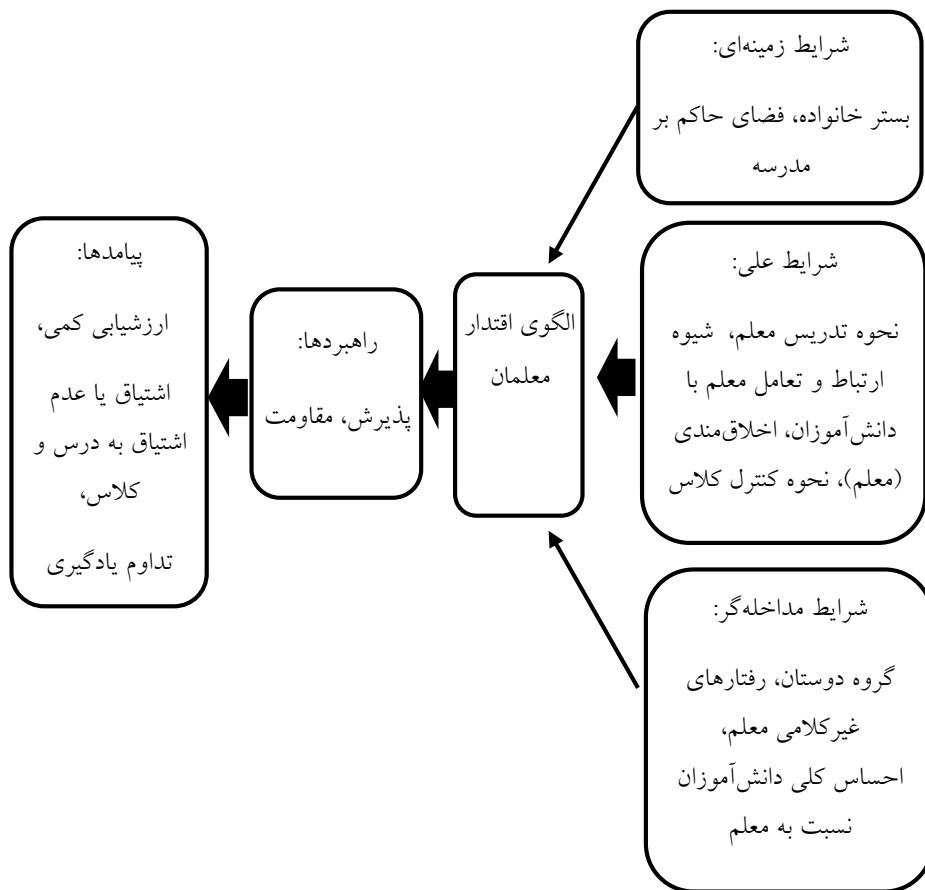 شرایط زمینه‌ای:
بستر خانواده، فضای حاکم بر
مدرسه
شرایط علی:
نحوه تدریس معلم، شیوه
ارتباط و تعامل معلم با
دانش‌آموزان، اخلاق‌مندی
(معلم)، نحوه کنترل کلاس
شرایط مداخله‌گر:
گروه دوستان، رفتارهای
غیرکلامی معلم،
احساس کلی دانش‌آموزان
نسبت به معلم
الگوی اقتدار
معلمان
راهبردها:
پذیرش، مقاومت
پیامدها:
ارزشیابی کمی،
اشتیاق یا عدم
اشتیاق به درس و
کلاس،
تداوم یادگیری